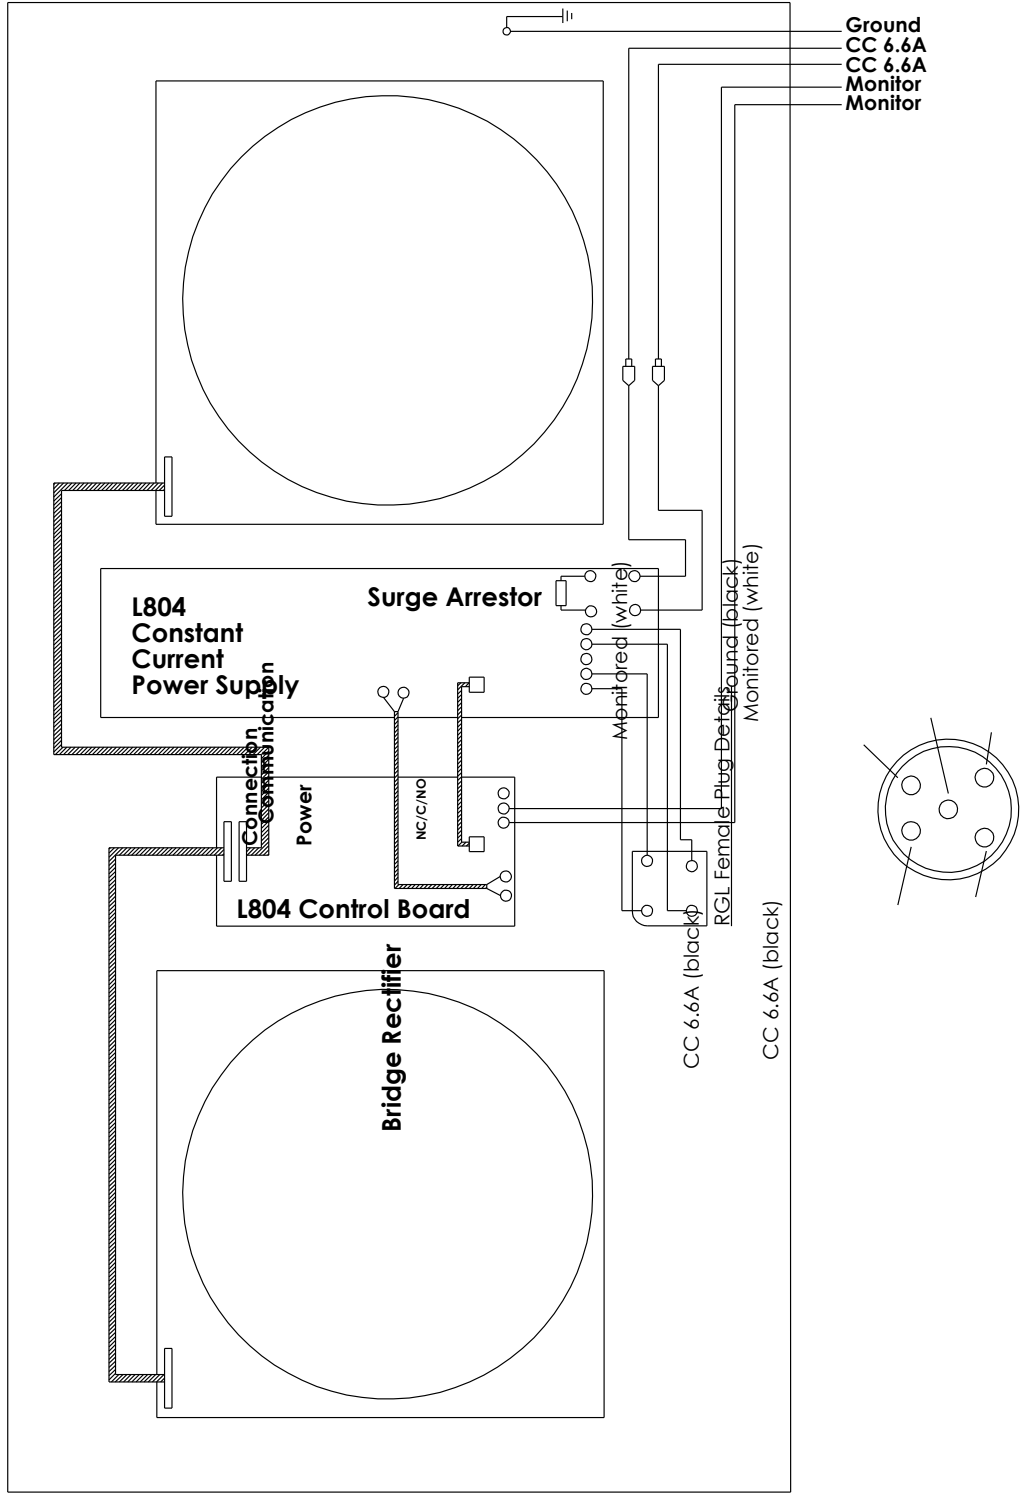 Ground
CC 6.6A
CC 6.6A
Monitor
Monitor
Surge Arrestor
L804
Constant
Current
Power Supply
Connection
Communication
Power
NC/C/NO
L804 Control Board
Bridge Rectifier
Monitored (white)
RGL Female Plug Details
Ground (black)
Monitored (white)
CC 6.6A (black)
CC 6.6A (black)